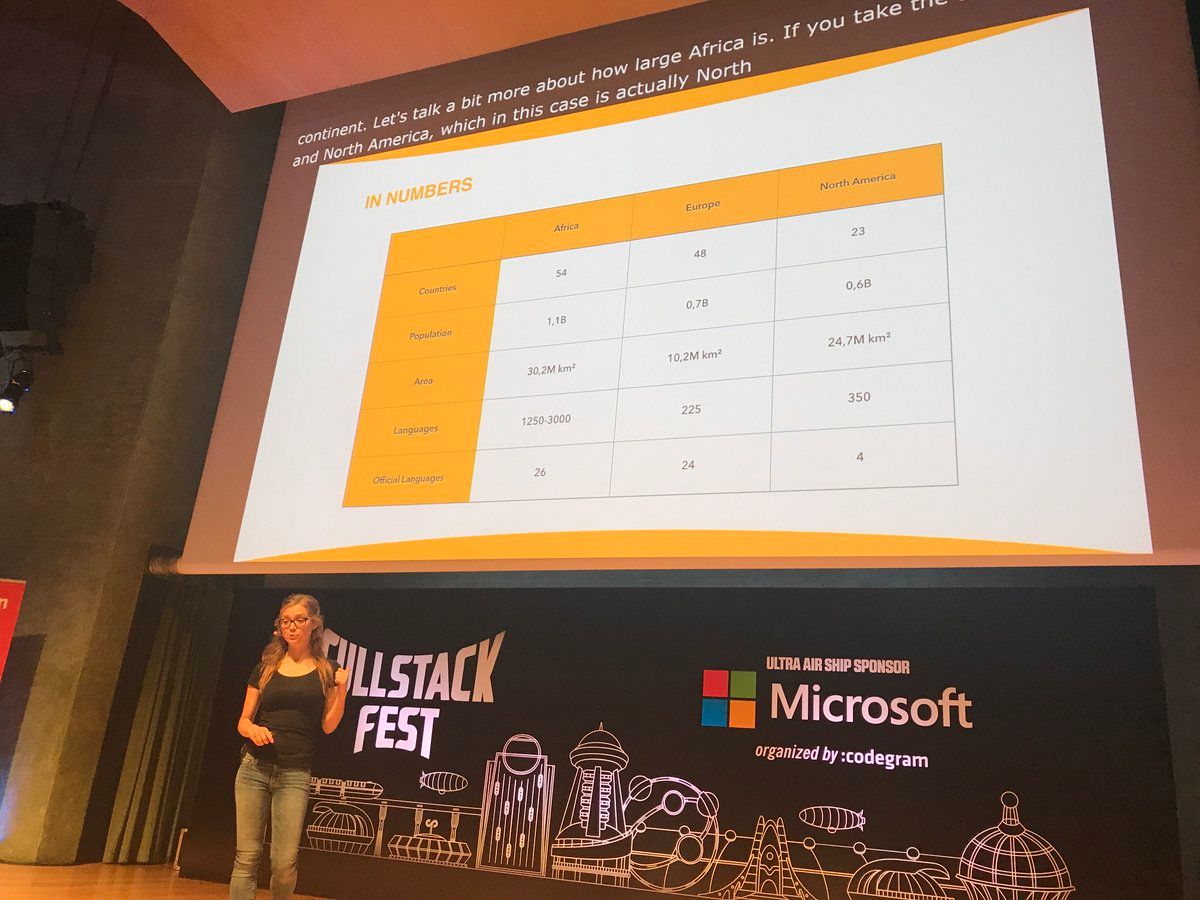 continent. Let's talk a bit more about how large Africa is. If you take the
and North America, which in this case is actually North
IN NUMBERS
Africa Europe North America
Countries 54 48 23
Population 1,1B 0,7B 0,6B
Area 30,2M km² 10,2M km² 24,7M km²
Languages 1250-3000 225 350
Official Languages 26 24 4
FULLSTACK
FEST
ULTRA AIR SHIP SPONSOR
Microsoft
organized by :codegram